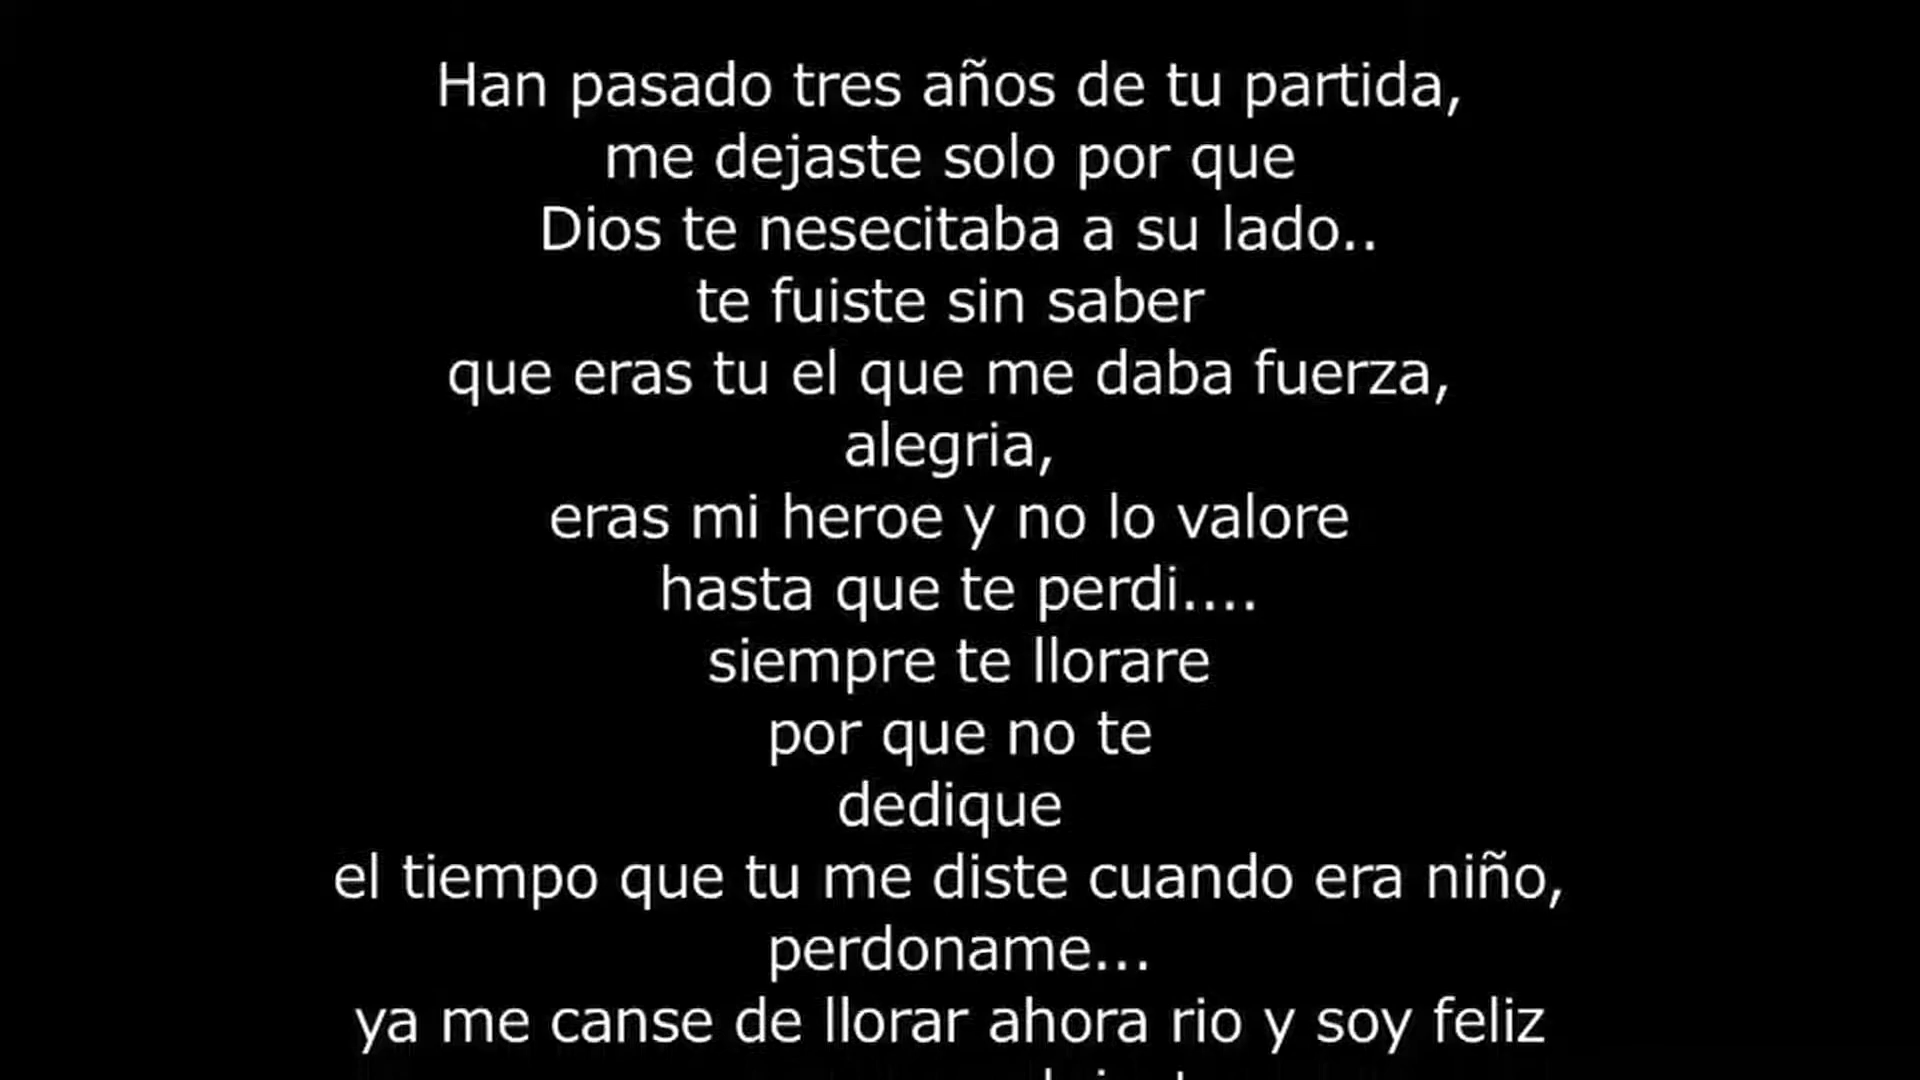 Han pasado tres años de tu partida,
me dejaste solo por que
Dios te nesecitaba a su lado..
te fuiste sin saber
que eras tu el que me daba fuerza,
alegria,
eras mi heroe y no lo valore
hasta que te perdi....
siempre te llorare
por que no te
dedique
el tiempo que tu me diste cuando era niño,
perdoname...
ya me canse de llorar ahora rio y soy feliz